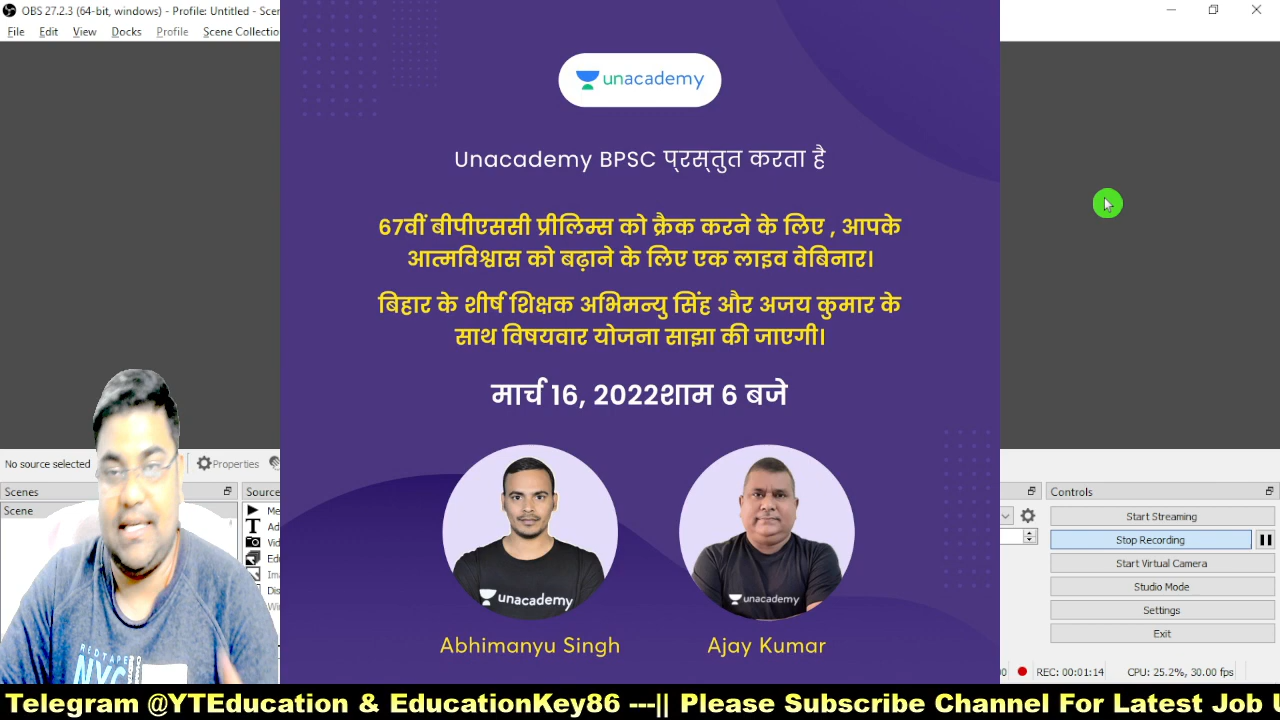 OBS 27.2.3 (64-bit, windows) - Profile: Untitled - Scen
File Edit View Docks Profile Scene Collectio
unacademy
Unacademy BPSC प्रस्तुत करता है
67वीं बीपीएससी प्रीलिम्स को क्रैक करने के लिए , आपके
आत्मविश्वास को बढ़ाने के लिए एक लाइव वेबिनार।
बिहार के शीर्ष शिक्षक अभिमन्यु सिंह और अजय कुमार के
साथ विषयवार योजना साझा की जाएगी।
मार्च 16, 2022शाम 6 बजे
No source selected
Properties
Scenes
Sourc
Scene
Controls
Start Streaming
Stop Recording
Start Virtual Camera
Studio Mode
Settings
Exit
unacademy
unacademy
Abhimanyu Singh
Ajay Kumar
REDTAPE
NYC
REC: 00:01:14
CPU: 25.2%, 30.00 fps
Telegram @YTEducation & EducationKey86 ---|| Please Subscribe Channel For Latest Job U